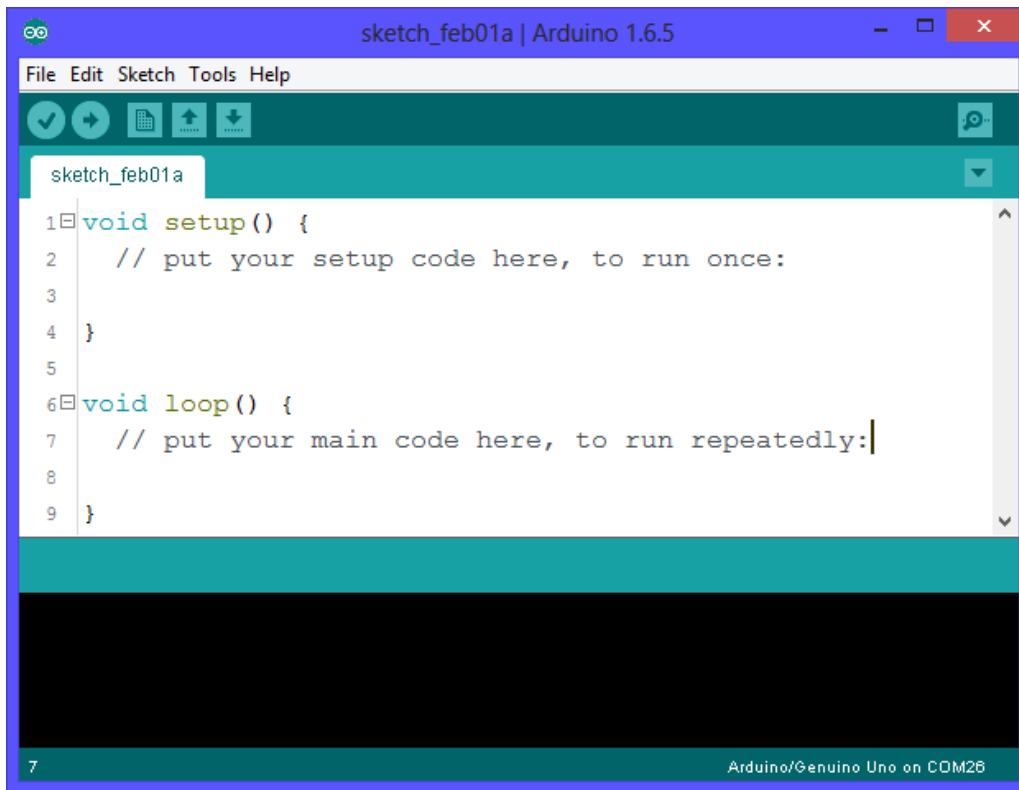 sketch_feb01a | Arduino 1.6.5
File Edit Sketch Tools Help
sketch_feb01a
1 void setup() {
2   // put your setup code here, to run once:
3
4 }
5
6 void loop() {
7   // put your main code here, to run repeatedly:
8
9 }
7 Arduino/Genuino Uno on COM26